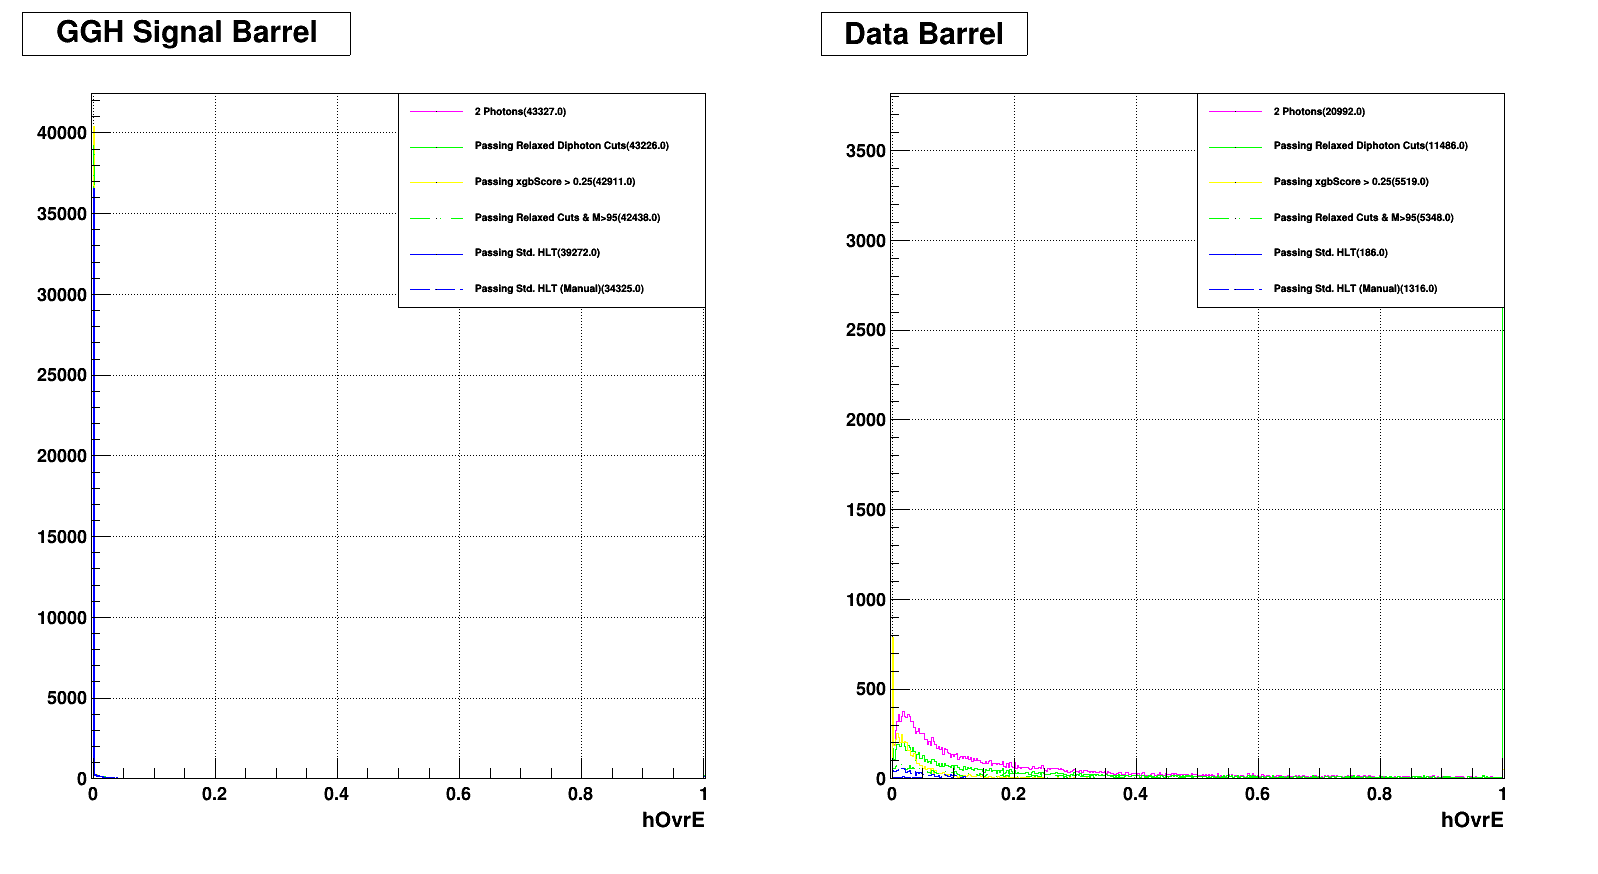 GGH Signal Barrel
2 Photons(43327.0)
Passing Relaxed Diphoton Cuts(43226.0)
Passing xgbScore > 0.25(42911.0)
Passing Relaxed Cuts & M>95(42438.0)
Passing Std. HLT(39272.0)
Passing Std. HLT (Manual)(34325.0)
40000
35000
30000
25000
20000
15000
10000
5000
0
0 0.2 0.4 0.6 0.8 1
hOvrE
Data Barrel
2 Photons(20992.0)
Passing Relaxed Diphoton Cuts(11486.0)
Passing xgbScore > 0.25(5519.0)
Passing Relaxed Cuts & M>95(5348.0)
Passing Std. HLT(186.0)
Passing Std. HLT (Manual)(1316.0)
3500
3000
2500
2000
1500
1000
500
0
0 0.2 0.4 0.6 0.8 1
hOvrE